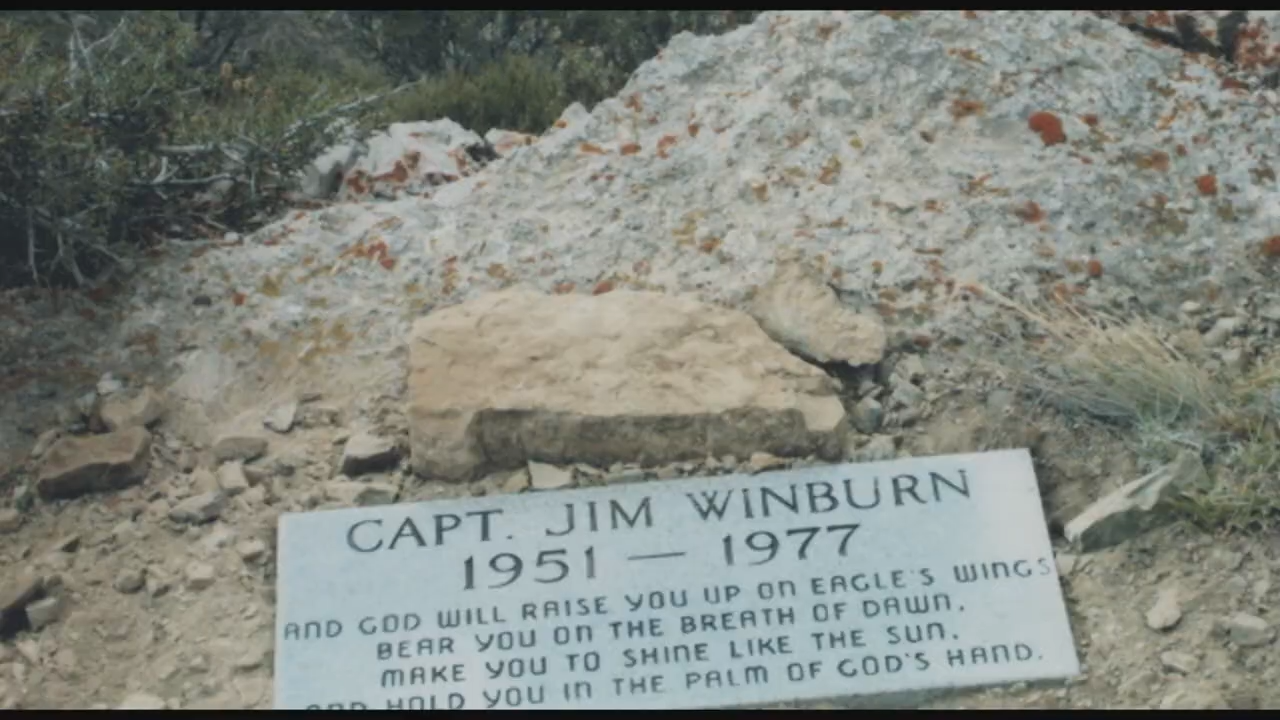 CAPT. JIM WINBURN
1951 — 1977
AND GOD WILL RAISE YOU UP ON EAGLE'S WINGS
BEAR YOU ON THE BREATH OF DAWN.
MAKE YOU TO SHINE LIKE THE SUN.
AND HOLD YOU IN THE PALM OF GOD'S HAND.